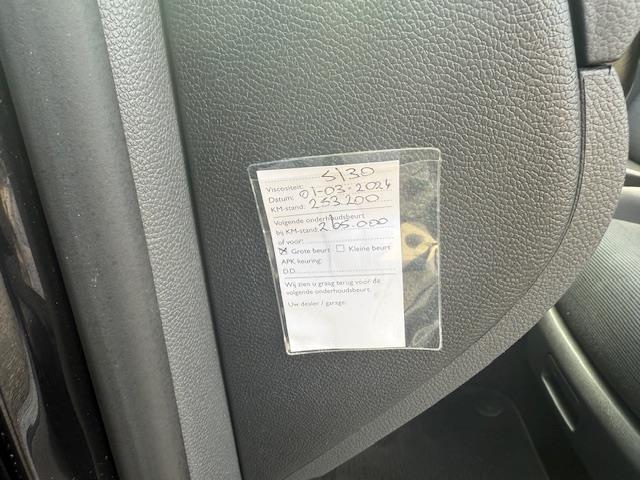 Viscositeit: 5/30
Datum: 01-03-2024
KM-stand: 253200
Volgende onderhoudsbeurt
bij KM-stand: 265.000
of voor:
☒ Grote beurt ☐ Kleine beurt
APK keuring:
D.D.
Wij zien u graag terug voor de
volgende onderhoudsbeurt.
Uw dealer / garage: